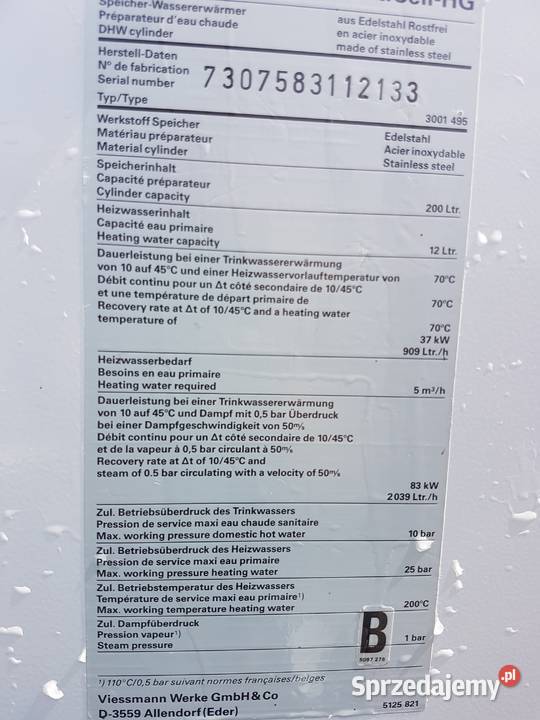 Speicher-Wassererwärmer
Préparateur d'eau chaude
DHW cylinder
aus Edelstahl Rostfrei
en acier inoxydable
made of stainless steel
Herstell-Daten
N° de fabrication
Serial number
7307583112133
Typ/Type
3001 495
Werkstoff Speicher
Matériau préparateur
Material cylinder
Edelstahl
Acier inoxydable
Stainless steel
Speicherinhalt
Capacité préparateur
Cylinder capacity
200 Ltr.
Heizwasserinhalt
Capacité eau primaire
Heating water capacity
12 Ltr.
Dauerleistung bei einer Trinkwassererwärmung
von 10 auf 45°C und einer Heizwasservorlauftemperatur von 70°C
Débit continu pour un Δt côté secondaire de 10/45°C
et une température de départ primaire de 70°C
Recovery rate at Δt of 10/45°C and a heating water
temperature of 70°C
37 kW
909 Ltr./h
Heizwasserbedarf
Besoins en eau primaire
Heating water required
5 m³/h
Dauerleistung bei einer Trinkwassererwärmung
von 10 auf 45°C und Dampf mit 0,5 bar Überdruck
bei einer Dampfgeschwindigkeit von 50m/s
Débit continu pour un Δt côté secondaire de 10/45°C
et de la vapeur à 0,5 bar circulant à 50m/s
Recovery rate at Δt of 10/45°C and
steam of 0.5 bar circulating with a velocity of 50m/s
83 kW
2039 Ltr./h
Zul. Betriebsüberdruck des Trinkwassers
Pression de service maxi eau chaude sanitaire
Max. working pressure domestic hot water
10 bar
Zul. Betriebsüberdruck des Heizwassers
Pression de service maxi eau primaire
Max. working pressure heating water
25 bar
Zul. Betriebstemperatur des Heizwassers
Température de service maxi eau primaire¹)
Max. working temperature heating water
200°C
Zul. Dampfüberdruck
Pression vapeur¹)
Steam pressure
1 bar
B
5087 276
¹) 110°C/0,5 bar suivant normes françaises/belges
Viessmann Werke GmbH & Co
D-3559 Allendorf (Eder)
5125 821
Sprzedajemy.pl